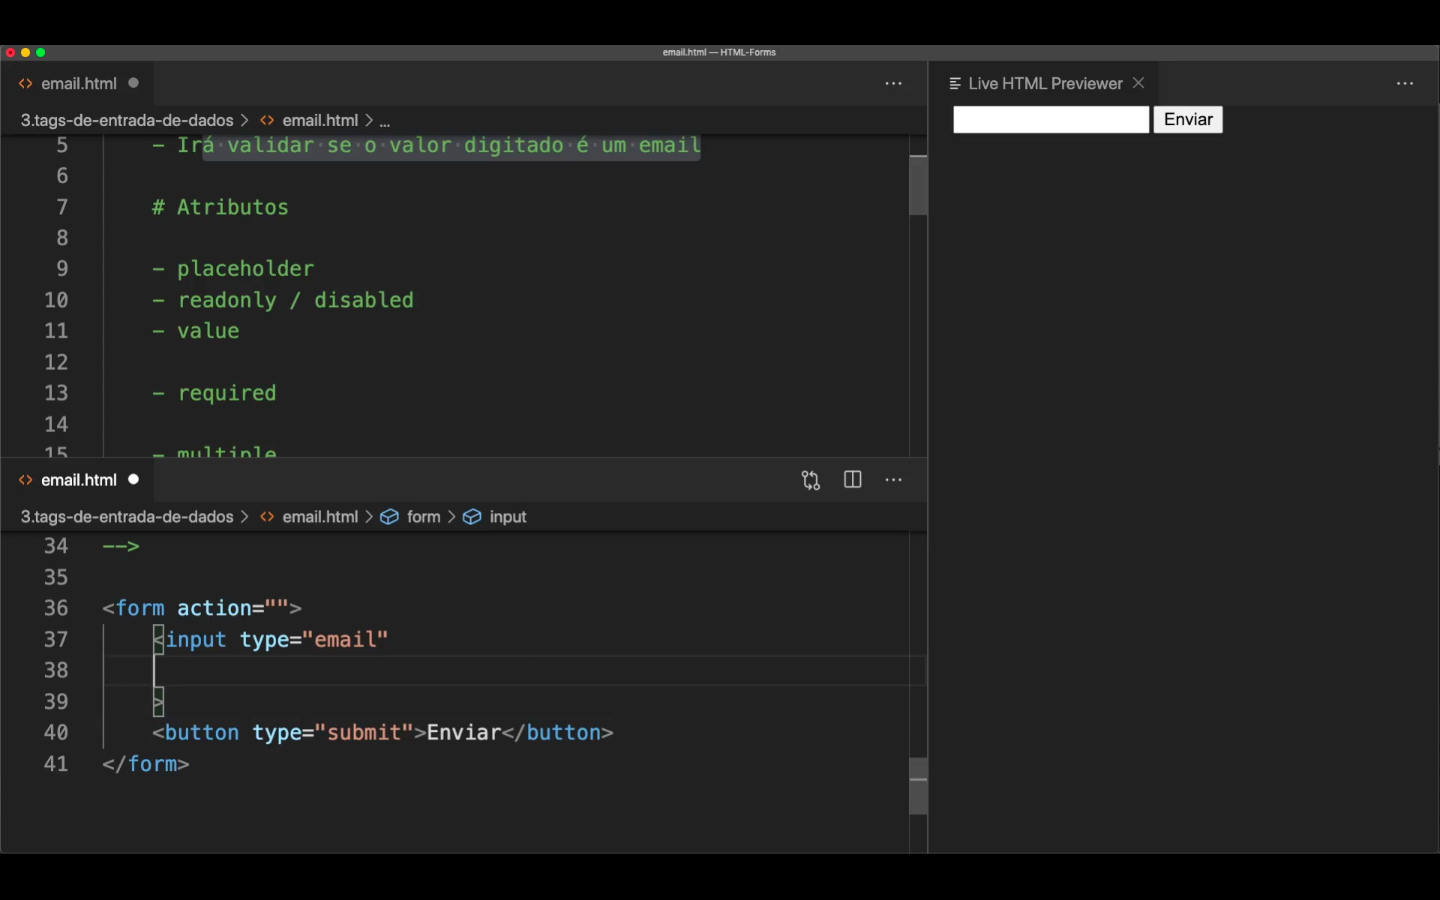 email.html — HTML-Forms
email.html
Live HTML Previewer
3.tags-de-entrada-de-dados > email.html > ...
Enviar
5 - Irá·validar·se·o·valor·digitado·é·um·email
6
7 # Atributos
8
9 - placeholder
10 - readonly / disabled
11 - value
12
13 - required
14
15 - multiple
email.html
3.tags-de-entrada-de-dados > email.html > form > input
34 -->
35
36 <form action="">
37 <input type="email"
38
39 >
40 <button type="submit">Enviar</button>
41 </form>